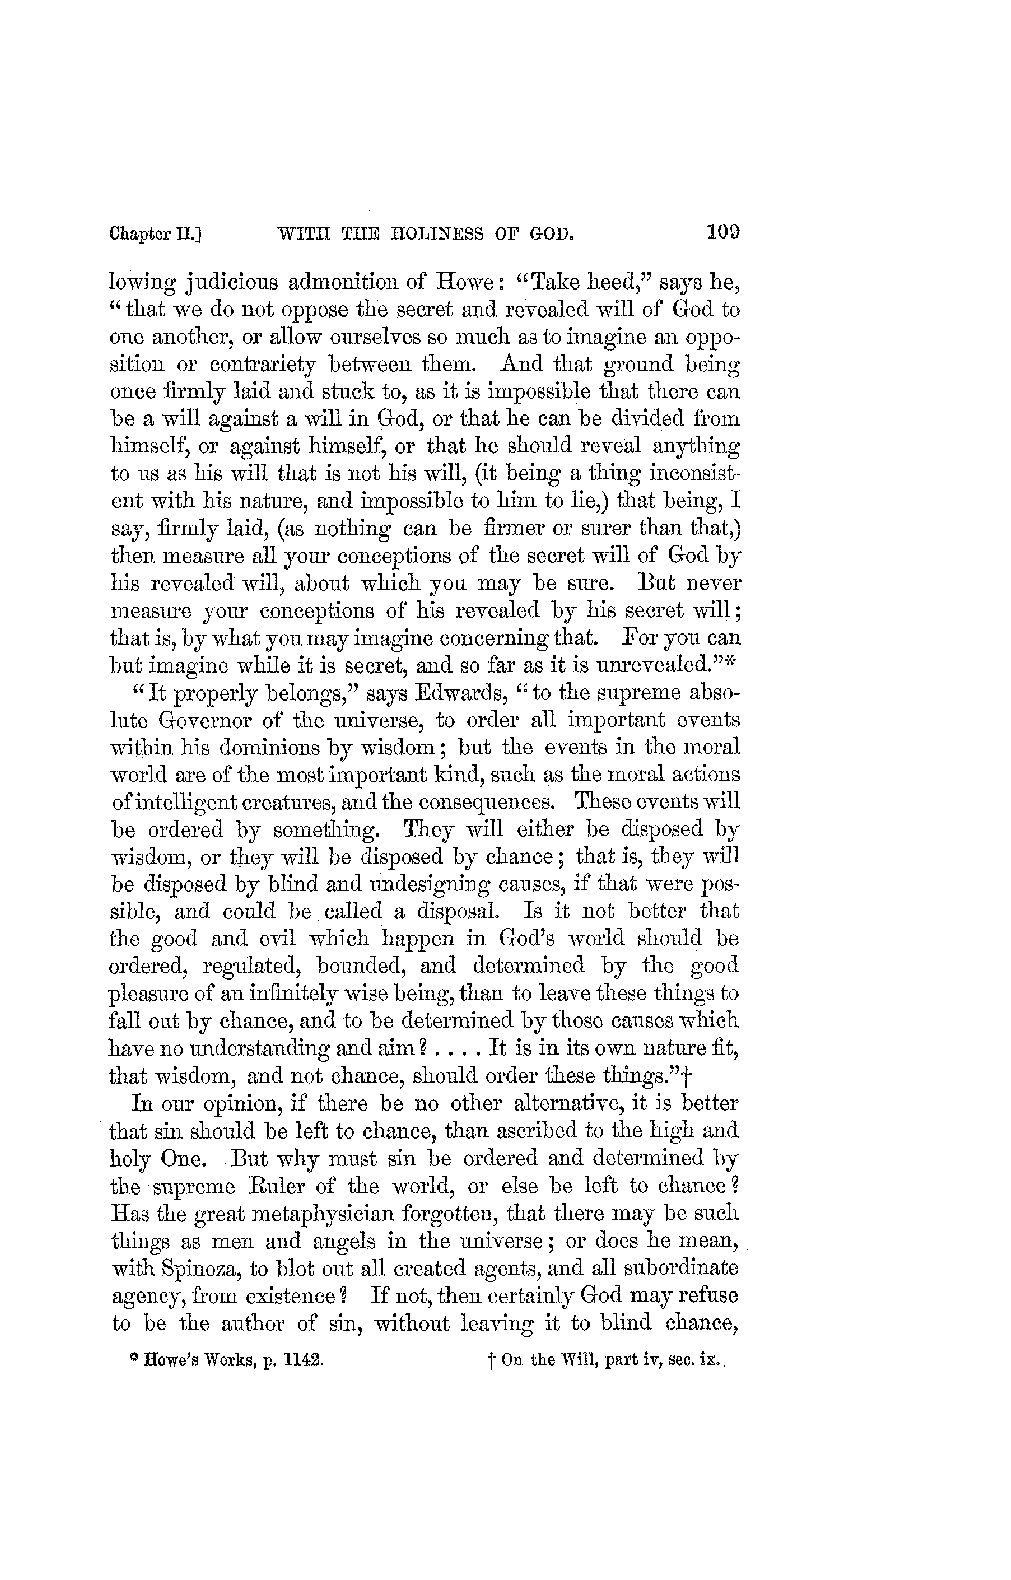 Chapter II.] WITH THE HOLINESS OF GOD. 109
lowing judicious admonition of Howe: “Take heed,” says he,
“that we do not oppose the secret and revealed will of God to
one another, or allow ourselves so much as to imagine an oppo-
sition or contrariety between them. And that ground being
once firmly laid and stuck to, as it is impossible that there can
be a will against a will in God, or that he can be divided from
himself, or against himself, or that he should reveal anything
to us as his will that is not his will, (it being a thing inconsist-
ent with his nature, and impossible to him to lie,) that being, I
say, firmly laid, (as nothing can be firmer or surer than that,)
then measure all your conceptions of the secret will of God by
his revealed will, about which you may be sure. But never
measure your conceptions of his revealed by his secret will;
that is, by what you may imagine concerning that. For you can
but imagine while it is secret, and so far as it is unrevealed.”*
“It properly belongs,” says Edwards, “to the supreme abso-
lute Governor of the universe, to order all important events
within his dominions by wisdom; but the events in the moral
world are of the most important kind, such as the moral actions
of intelligent creatures, and the consequences. These events will
be ordered by something. They will either be disposed by
wisdom, or they will be disposed by chance; that is, they will
be disposed by blind and undesigning causes, if that were pos-
sible, and could be called a disposal. Is it not better that
the good and evil which happen in God’s world should be
ordered, regulated, bounded, and determined by the good
pleasure of an infinitely wise being, than to leave these things to
fall out by chance, and to be determined by those causes which
have no understanding and aim? . . . . It is in its own nature fit,
that wisdom, and not chance, should order these things.”†
In our opinion, if there be no other alternative, it is better
that sin should be left to chance, than ascribed to the high and
holy One. But why must sin be ordered and determined by
the supreme Ruler of the world, or else be left to chance?
Has the great metaphysician forgotten, that there may be such
things as men and angels in the universe; or does he mean,
with Spinoza, to blot out all created agents, and all subordinate
agency, from existence? If not, then certainly God may refuse
to be the author of sin, without leaving it to blind chance,
* Howe’s Works, p. 1142. † On the Will, part iv, sec. ix.